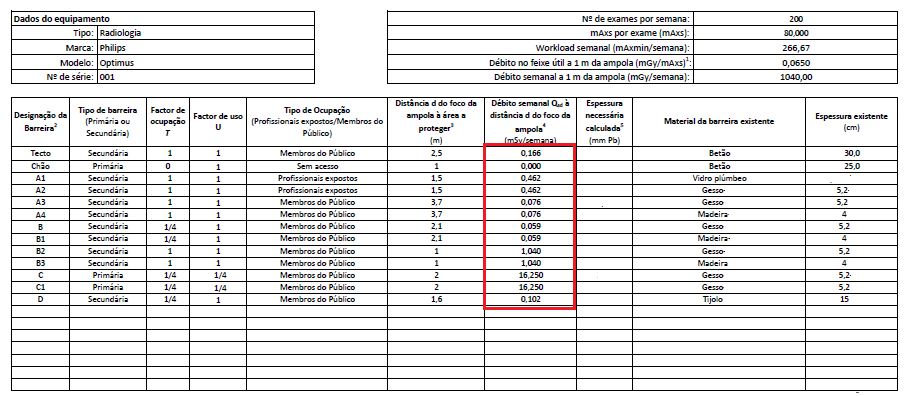 Dados do equipamento
Tipo: Radiologia
Marca: Philips
Modelo: Optimus
Nº de série: 001
Nº de exames por semana: 200
mAxs por exame (mAxs): 80,000
Workload semanal (mAxmin/semana): 266,67
Débito no feixe útil a 1 m da ampola (mGy/mAxs)¹: 0,0650
Débito semanal a 1 m da ampola (mGy/semana): 1040,00
Designação da Barreira² Tipo de barreira (Primária ou Secundária) Factor de ocupação T Factor de uso U Tipo de Ocupação (Profissionais expostos/Membros do Público) Distância d do foco da ampola à área a proteger³ (m) Débito semanal Qad à distância d do foco da ampola⁴ (mSv/semana) Espessura necessária calculada⁵ (mm Pb) Material da barreira existente Espessura existente (cm)
Tecto Secundária 1 1 Membros do Público 2,5 0,166 Betão 30,0
Chão Primária 0 1 Sem acesso 1 0,000 Betão 25,0
A1 Secundária 1 1 Profissionais expostos 1,5 0,462 Vidro plúmbeo
A2 Secundária 1 1 Profissionais expostos 1,5 0,462 Gesso 5,2
A3 Secundária 1 1 Membros do Público 3,7 0,076 Gesso 5,2
A4 Secundária 1 1 Membros do Público 3,7 0,076 Madeira 4
B Secundária 1/4 1 Membros do Público 2,1 0,059 Gesso 5,2
B1 Secundária 1/4 1 Membros do Público 2,1 0,059 Madeira 4
B2 Secundária 1 1 Membros do Público 1 1,040 Gesso 5,2
B3 Secundária 1 1 Membros do Público 1 1,040 Madeira 4
C Primária 1/4 1/4 Membros do Público 2 16,250 Gesso 5,2
C1 Primária 1/4 1/4 Membros do Público 2 16,250 Gesso 5,2
D Secundária 1/4 1 Membros do Público 1,6 0,102 Tijolo 15